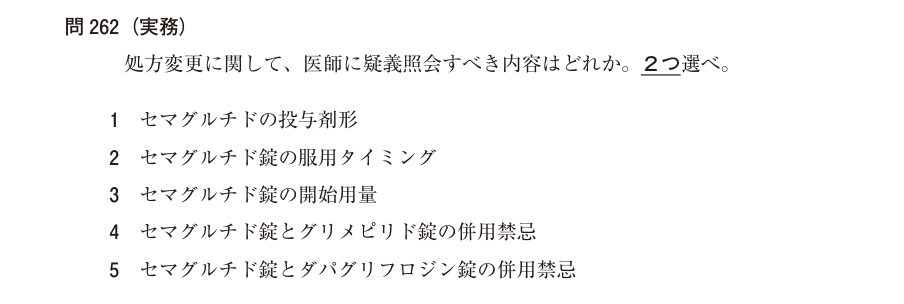 問 262（実務）
処方変更に関して、医師に疑義照会すべき内容はどれか。２つ選べ。
1 セマグルチドの投与剤形
2 セマグルチド錠の服用タイミング
3 セマグルチド錠の開始用量
4 セマグルチド錠とグリメピリド錠の併用禁忌
5 セマグルチド錠とダパグリフロジン錠の併用禁忌